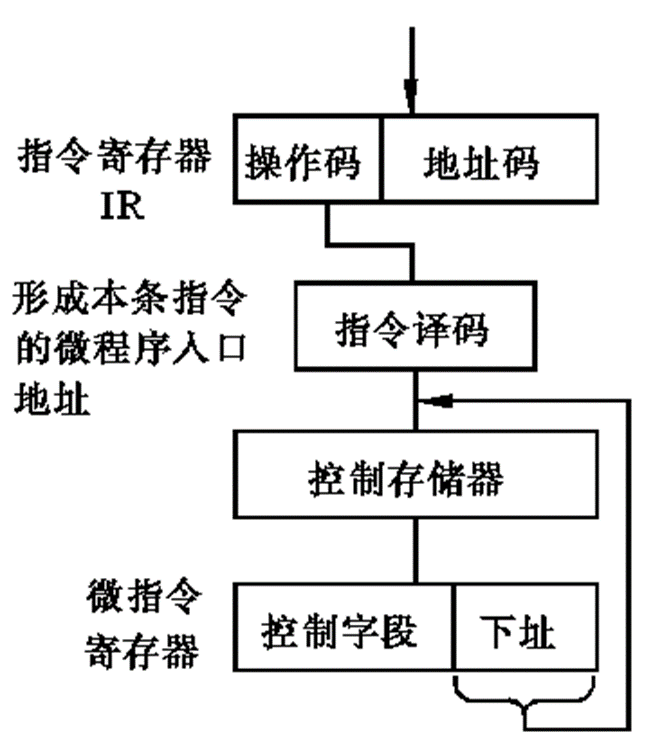 指令寄存器
IR
操作码
地址码
形成本条指令
的微程序入口
地址
指令译码
控制存储器
微指令
寄存器
控制字段
下址